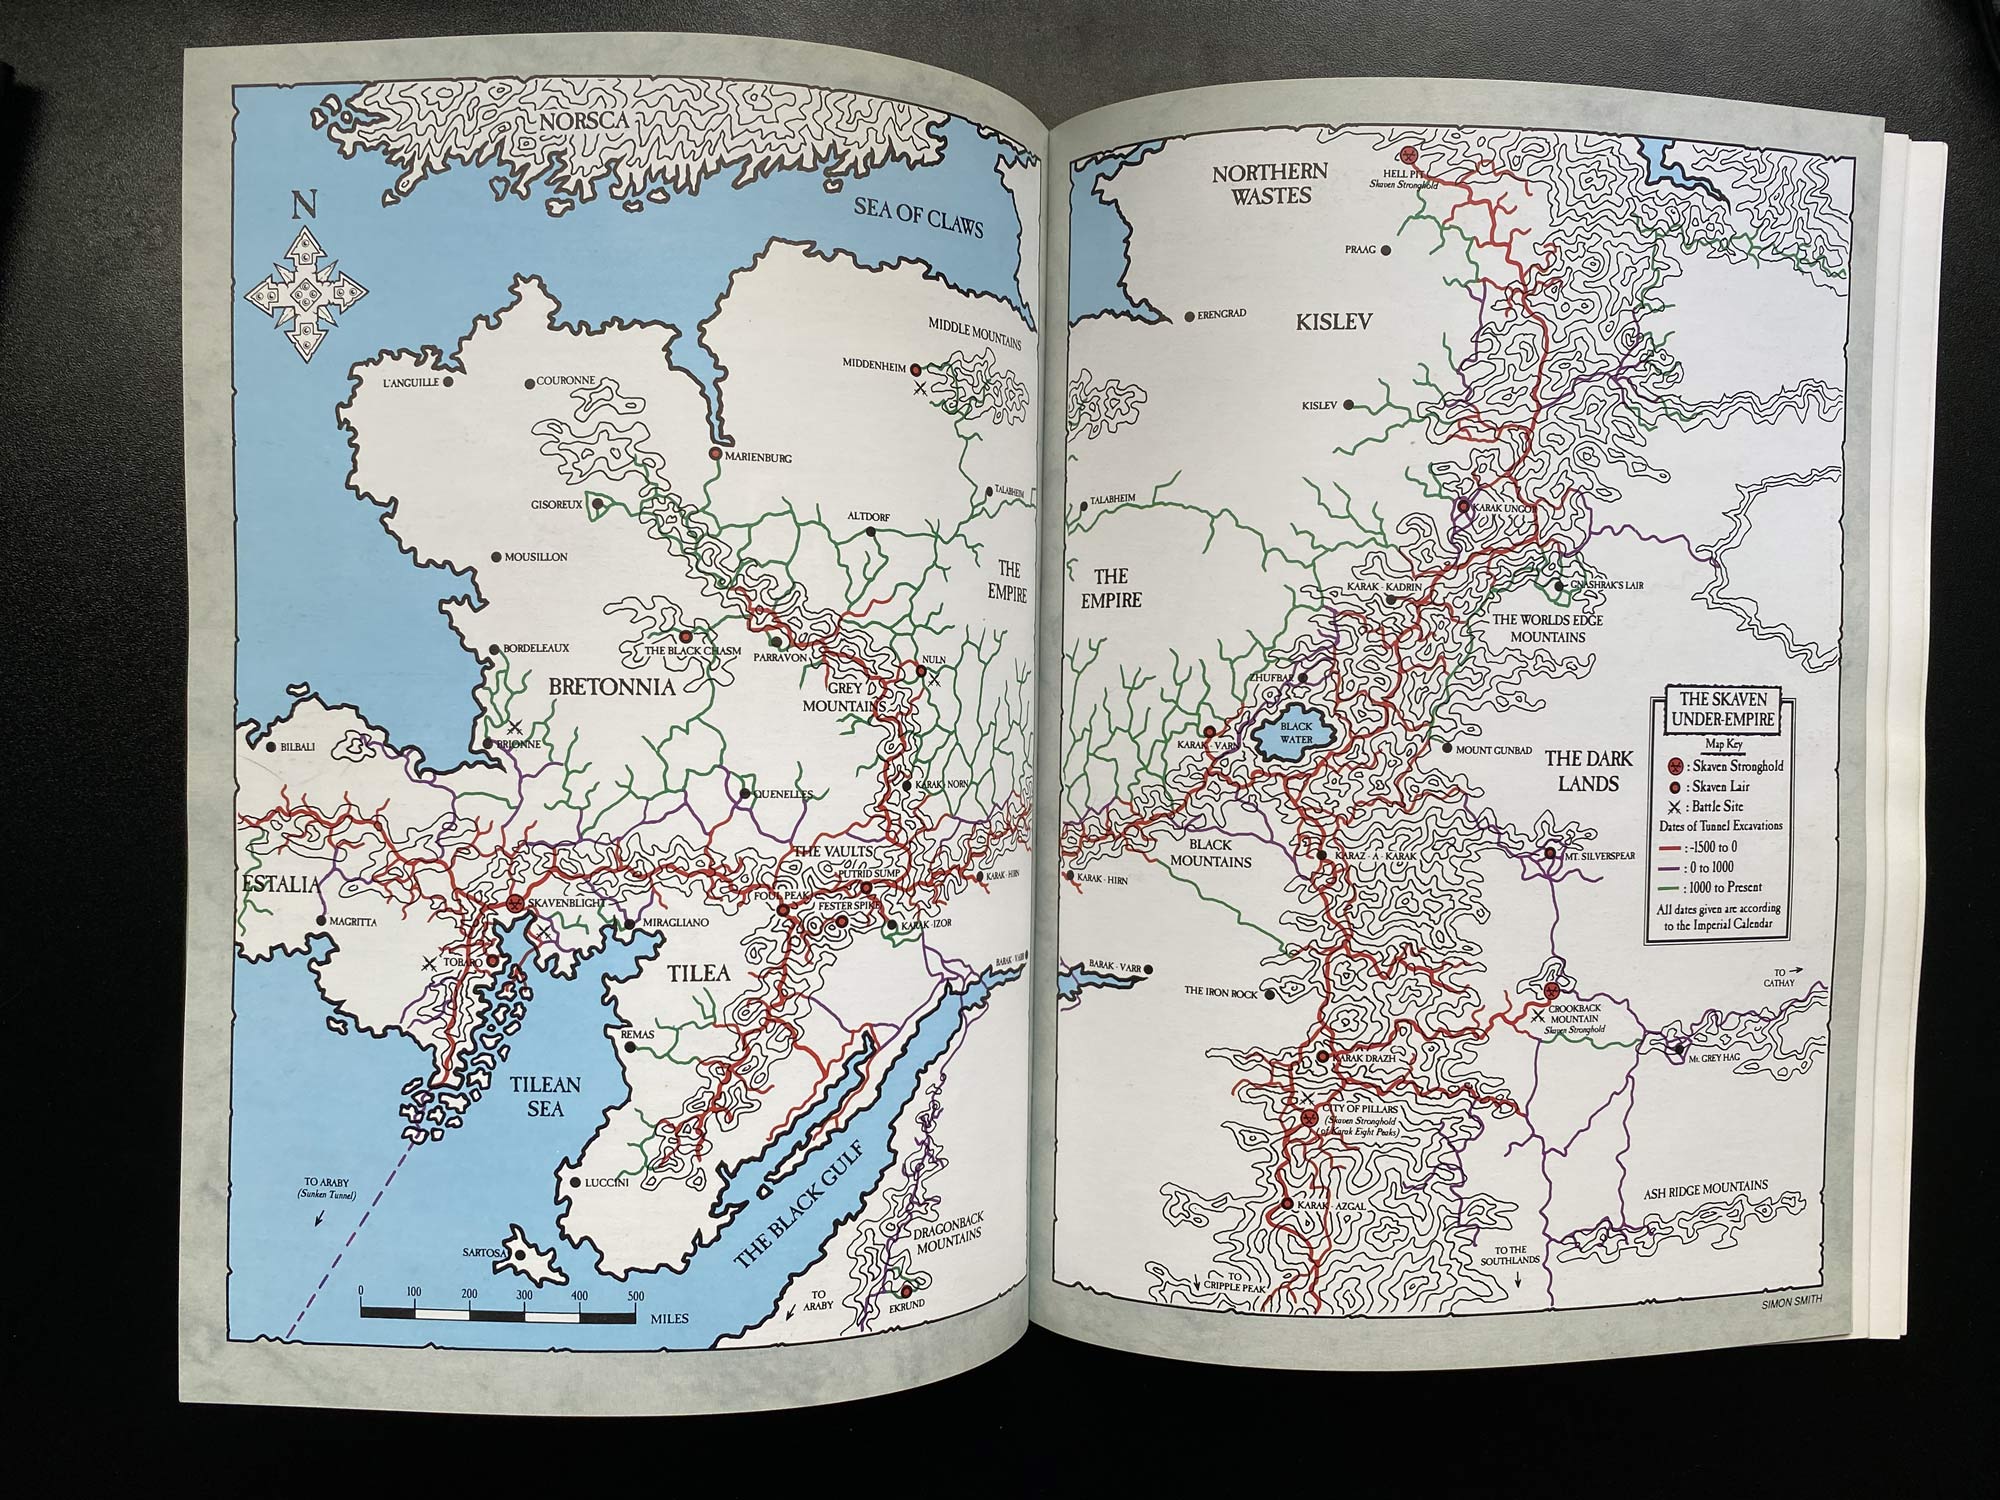 NORSCA
SEA OF CLAWS
N
MIDDLE MOUNTAINS
MIDDENHEIM
L'ANGUILLE
COURONNE
MARIENBURG
TALABHEIM
GISOREUX
ALTDORF
MOUSILLON
THE
EMPIRE
BORDELEAUX
THE BLACK CHASM
PARRAVON
NULN
BRETONNIA
GREY
MOUNTAINS
BILBALI
BRIONNE
QUENELLES
KARAK - NORN
THE VAULTS
PUTRID SUMP
KARAK - HIRN
ESTALIA
FOUL PEAK
FESTER SPIKE
SKAVENBLIGHT
MAGRITTA
MIRAGLIANO
KARAK - IZOR
TOBARO
TILEA
BARAK - VARR
REMAS
TILEAN
SEA
TO ARABY
(Sunken Tunnel)
LUCCINI
THE BLACK GULF
DRAGONBACK
MOUNTAINS
SARTOSA
0 100 200 300 400 500
MILES
TO
ARABY
EKRUND
NORTHERN
WASTES
HELL PIT
Skaven Stronghold
PRAAG
ERENGRAD
KISLEV
KISLEV
TALABHEIM
KARAK UNGOR
THE
EMPIRE
KARAK - KADRIN
GNASHRAK'S LAIR
THE WORLDS EDGE
MOUNTAINS
ZHUFBAR
BLACK
WATER
KARAK - VARN
MOUNT GUNBAD
THE DARK
LANDS
THE SKAVEN
UNDER-EMPIRE
Map Key
: Skaven Stronghold
: Skaven Lair
: Battle Site
Dates of Tunnel Excavations
: -1500 to 0
: 0 to 1000
: 1000 to Present
All dates given are according
to the Imperial Calendar
BLACK
MOUNTAINS
KARAZ - A - KARAK
MT. SILVERSPEAR
KARAK - HIRN
BARAK - VARR
THE IRON ROCK
TO
CATHAY
CROOKBACK
MOUNTAIN
Skaven Stronghold
Mt. GREY HAG
KARAK DRAZH
CITY OF PILLARS
(Skaven Stronghold
of Karak Eight Peaks)
KARAK - AZGAL
ASH RIDGE MOUNTAINS
TO THE
SOUTHLANDS
TO
CRIPPLE PEAK
SIMON SMITH